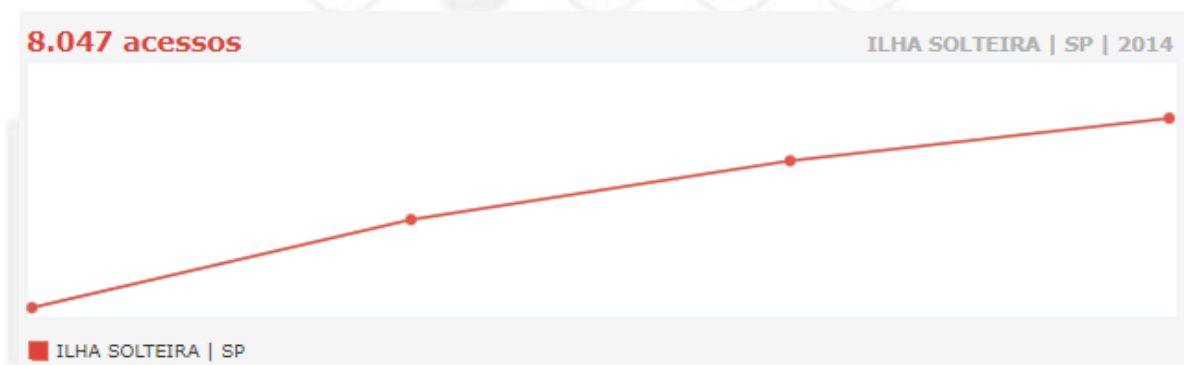 8.047 acessos
ILHA SOLTEIRA | SP | 2014
ILHA SOLTEIRA | SP